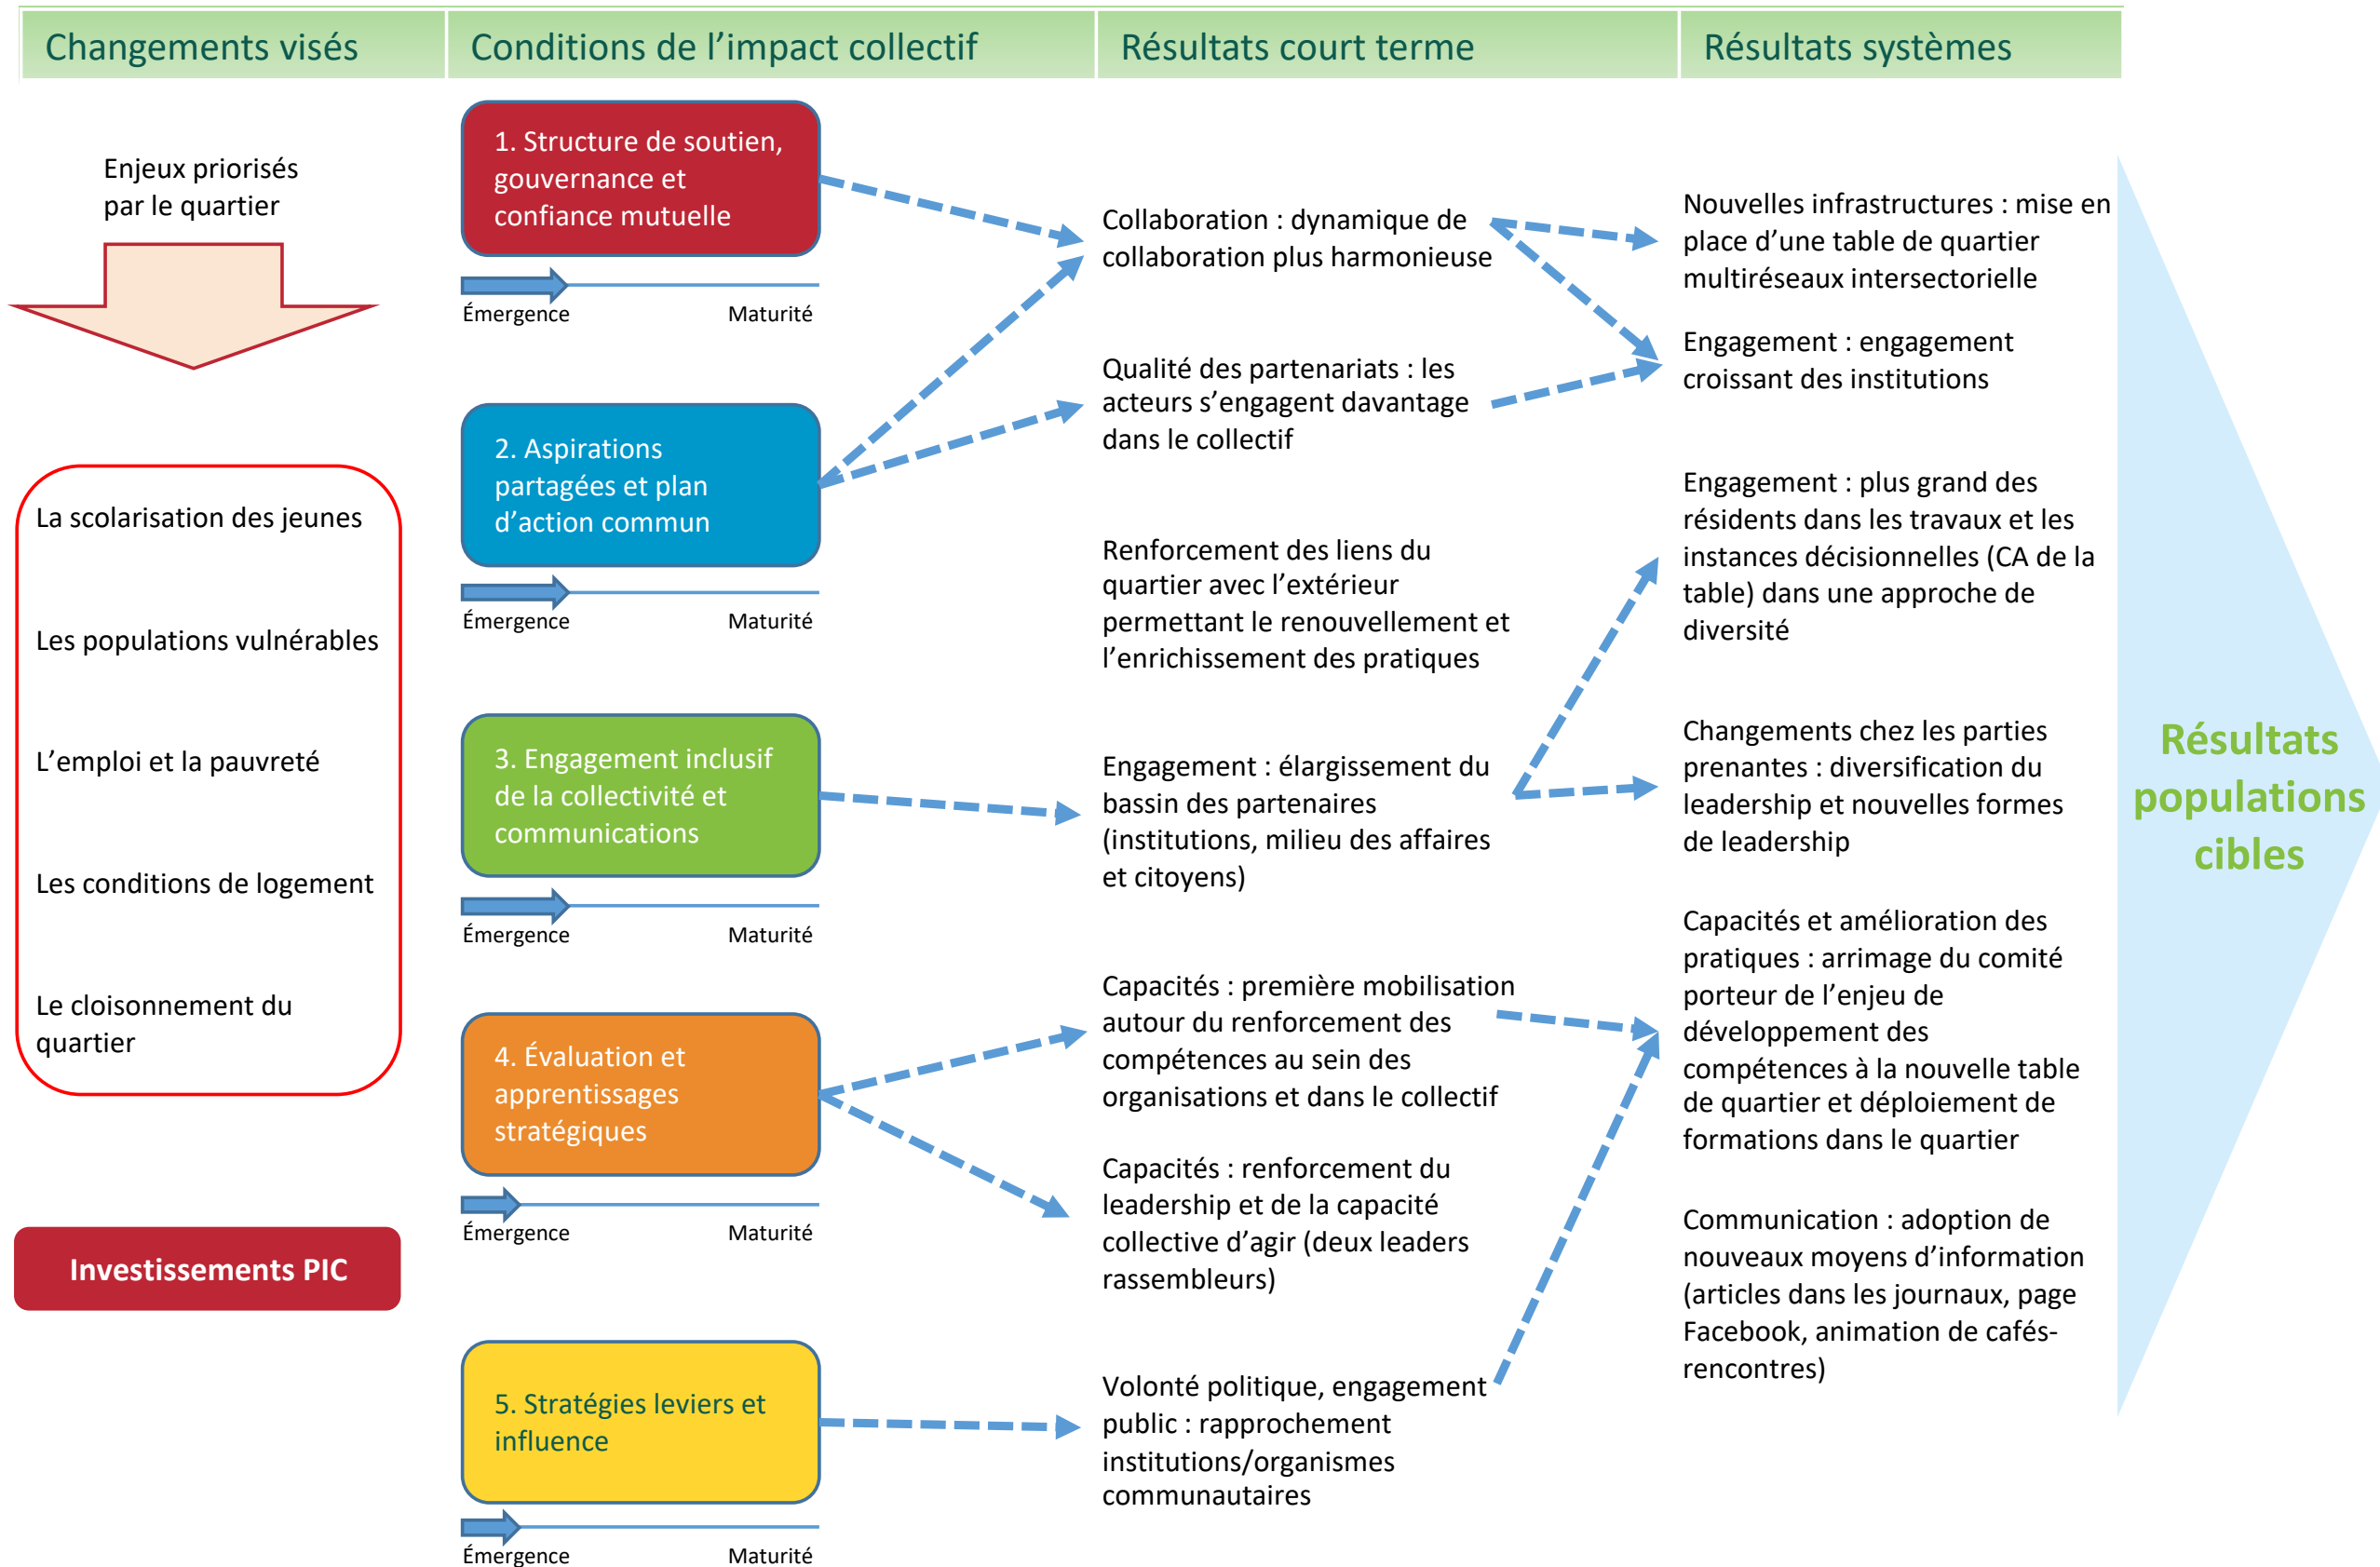 Changements visés
Conditions de l’impact collectif
Résultats court terme
Résultats systèmes
Enjeux priorisés
par le quartier
La scolarisation des jeunes
Les populations vulnérables
L’emploi et la pauvreté
Les conditions de logement
Le cloisonnement du
quartier
Investissements PIC
1. Structure de soutien,
gouvernance et
confiance mutuelle
Émergence
Maturité
2. Aspirations
partagées et plan
d’action commun
Émergence
Maturité
3. Engagement inclusif
de la collectivité et
communications
Émergence
Maturité
4. Évaluation et
apprentissages
stratégiques
Émergence
Maturité
5. Stratégies leviers et
influence
Émergence
Maturité
Collaboration : dynamique de
collaboration plus harmonieuse
Qualité des partenariats : les
acteurs s’engagent davantage
dans le collectif
Renforcement des liens du
quartier avec l’extérieur
permettant le renouvellement et
l’enrichissement des pratiques
Engagement : élargissement du
bassin des partenaires
(institutions, milieu des affaires
et citoyens)
Capacités : première mobilisation
autour du renforcement des
compétences au sein des
organisations et dans le collectif
Capacités : renforcement du
leadership et de la capacité
collective d’agir (deux leaders
rassembleurs)
Volonté politique, engagement
public : rapprochement
institutions/organismes
communautaires
Nouvelles infrastructures : mise en
place d’une table de quartier
multiréseaux intersectorielle
Engagement : engagement
croissant des institutions
Engagement : plus grand des
résidents dans les travaux et les
instances décisionnelles (CA de la
table) dans une approche de
diversité
Changements chez les parties
prenantes : diversification du
leadership et nouvelles formes
de leadership
Capacités et amélioration des
pratiques : arrimage du comité
porteur de l’enjeu de
développement des
compétences à la nouvelle table
de quartier et déploiement de
formations dans le quartier
Communication : adoption de
nouveaux moyens d’information
(articles dans les journaux, page
Facebook, animation de cafés-
rencontres)
Résultats
populations
cibles